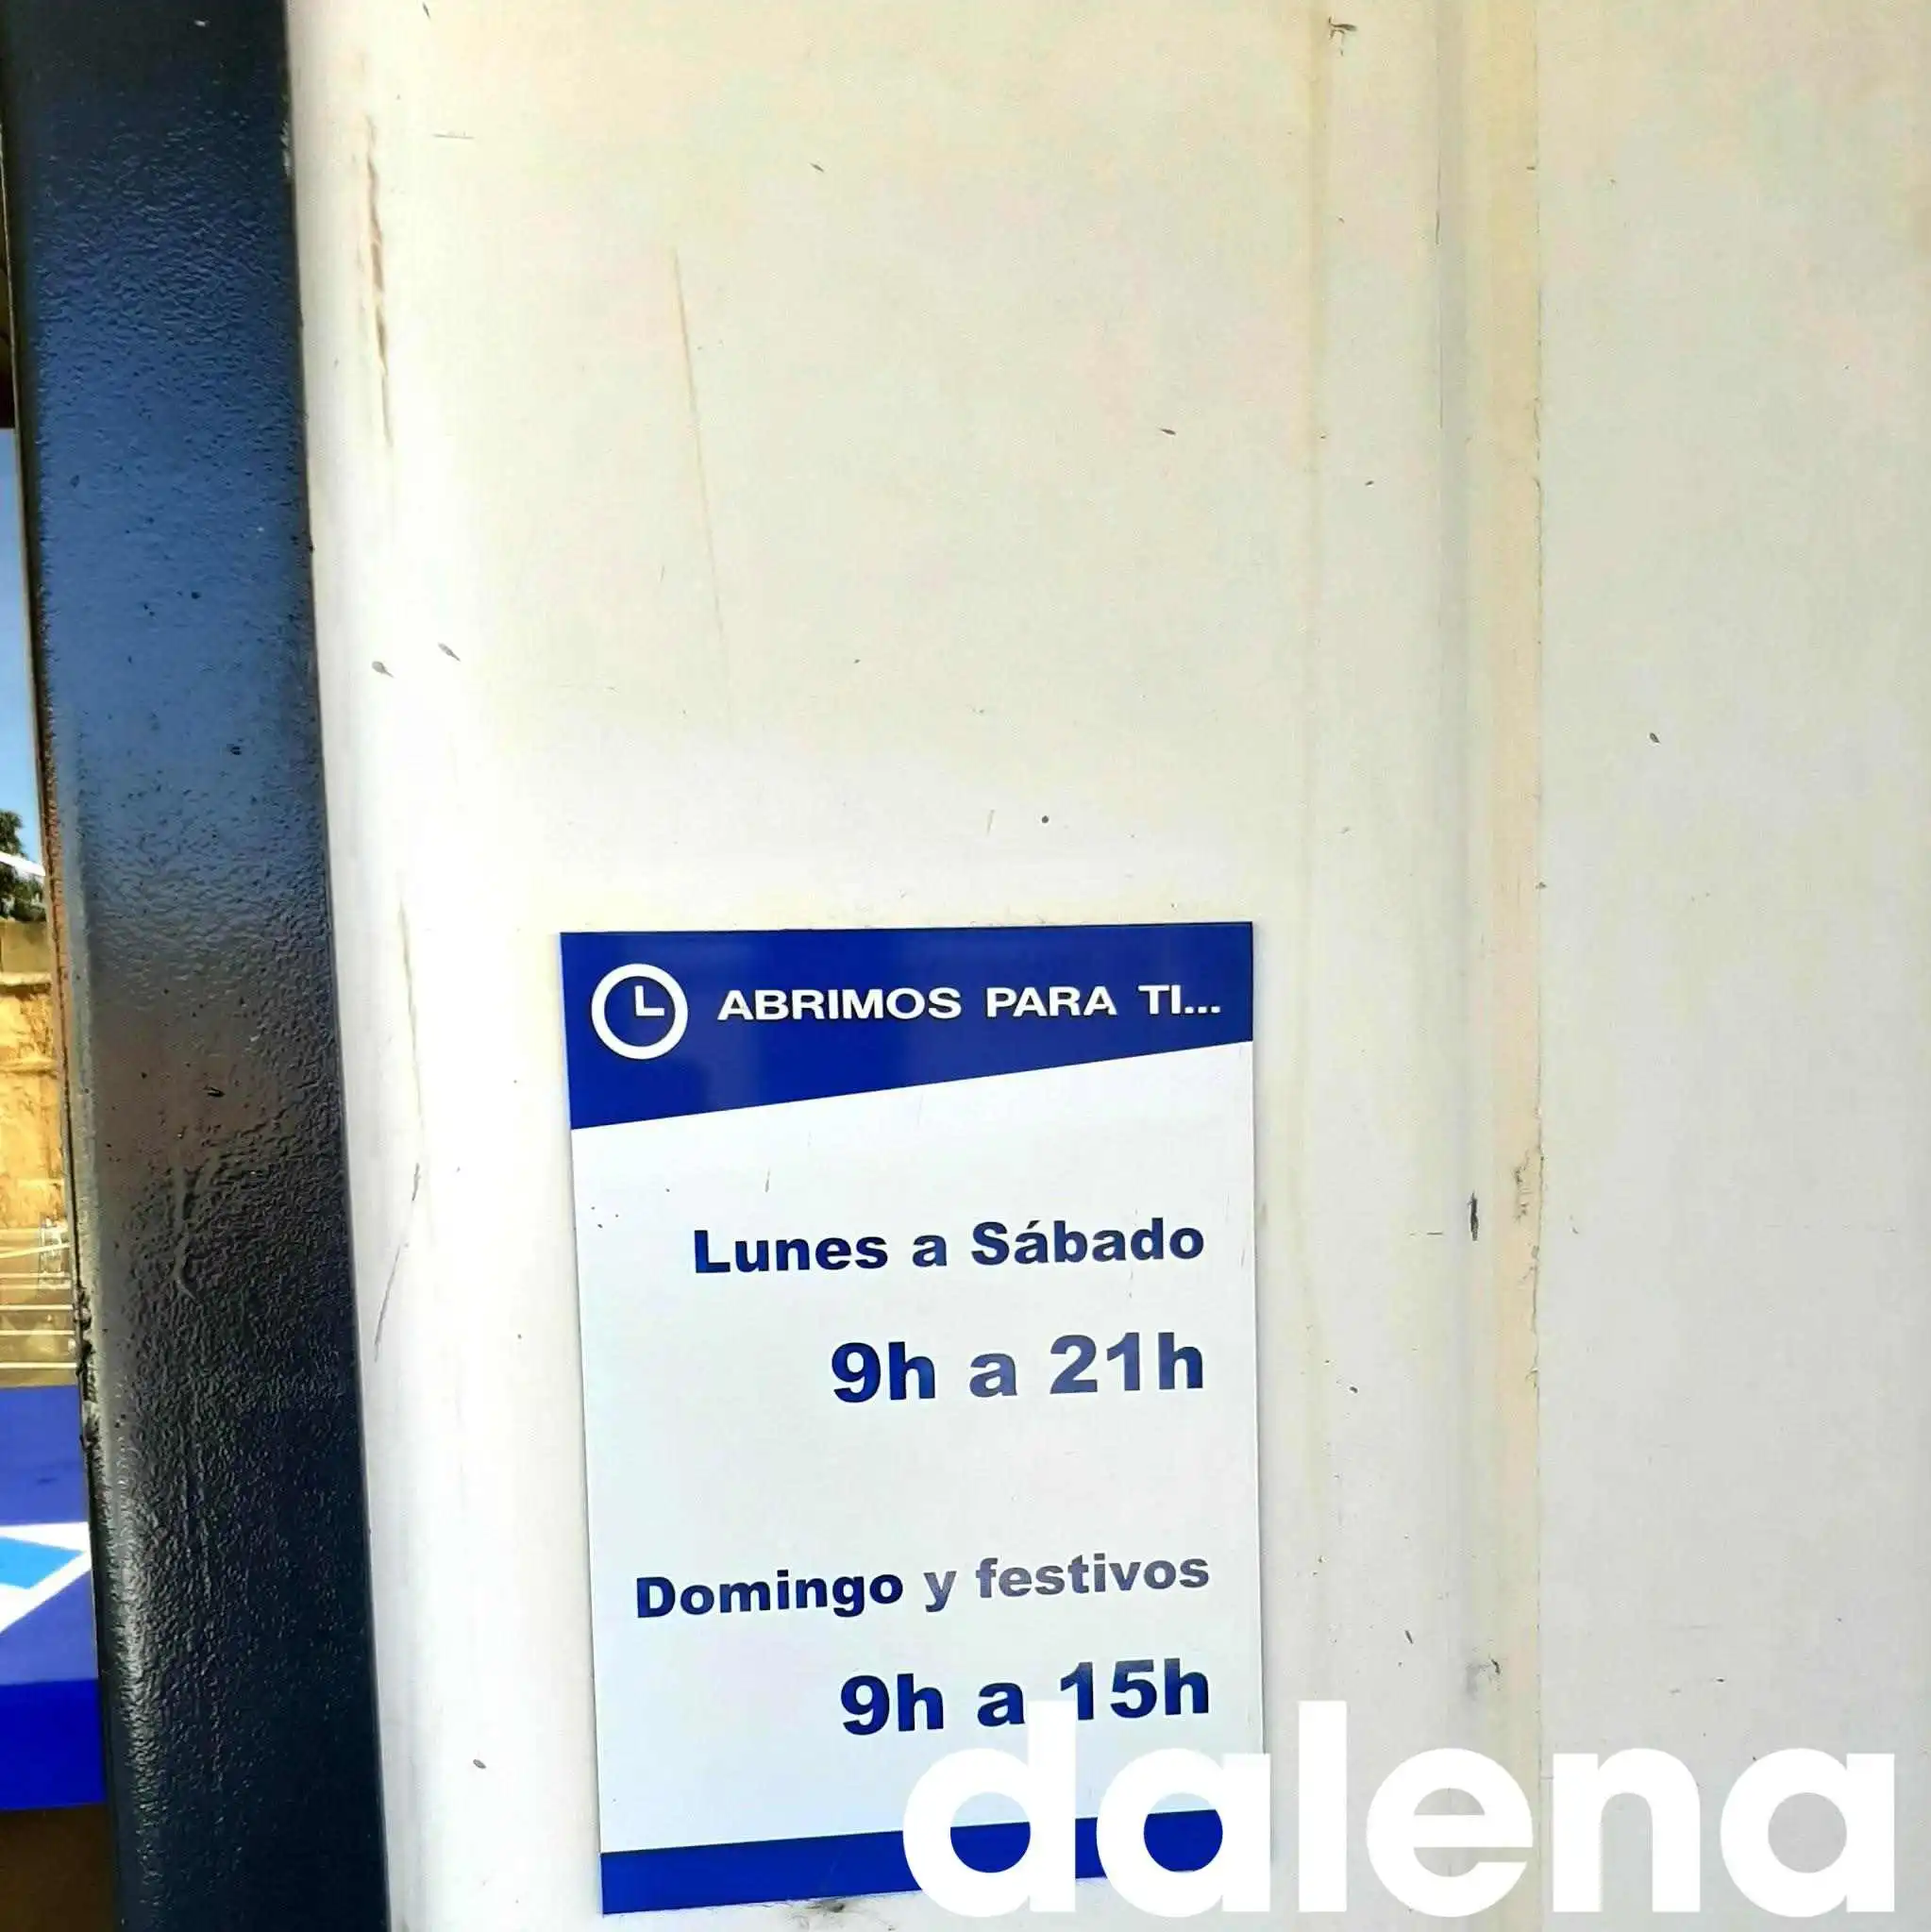 ABRIMOS PARA TI...
Lunes a Sábado
9h a 21h
Domingo y festivos
9h a 15h
dalena